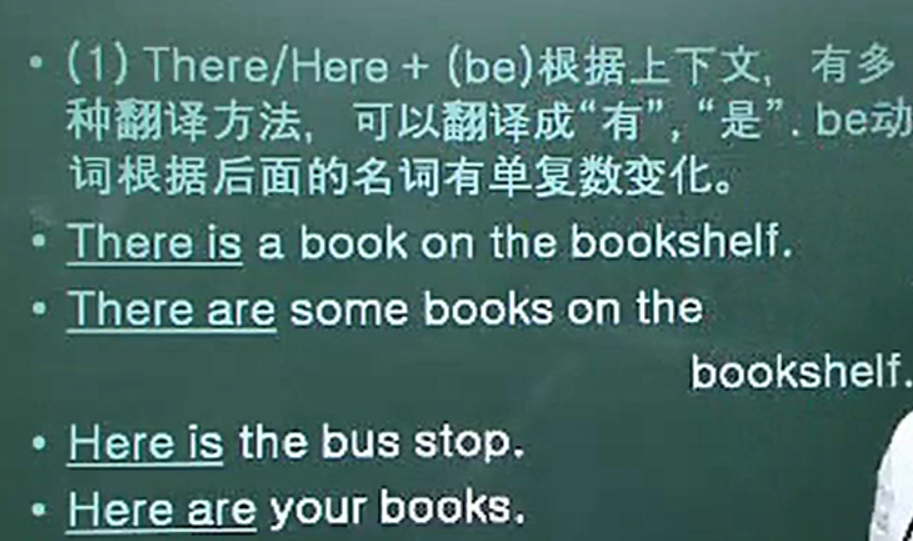 • (1) There/Here + (be)根据上下文, 有多
种翻译方法, 可以翻译成“有”, “是”. be动
词根据后面的名词有单复数变化。
• There is a book on the bookshelf.
• There are some books on the
bookshelf.
• Here is the bus stop.
• Here are your books.